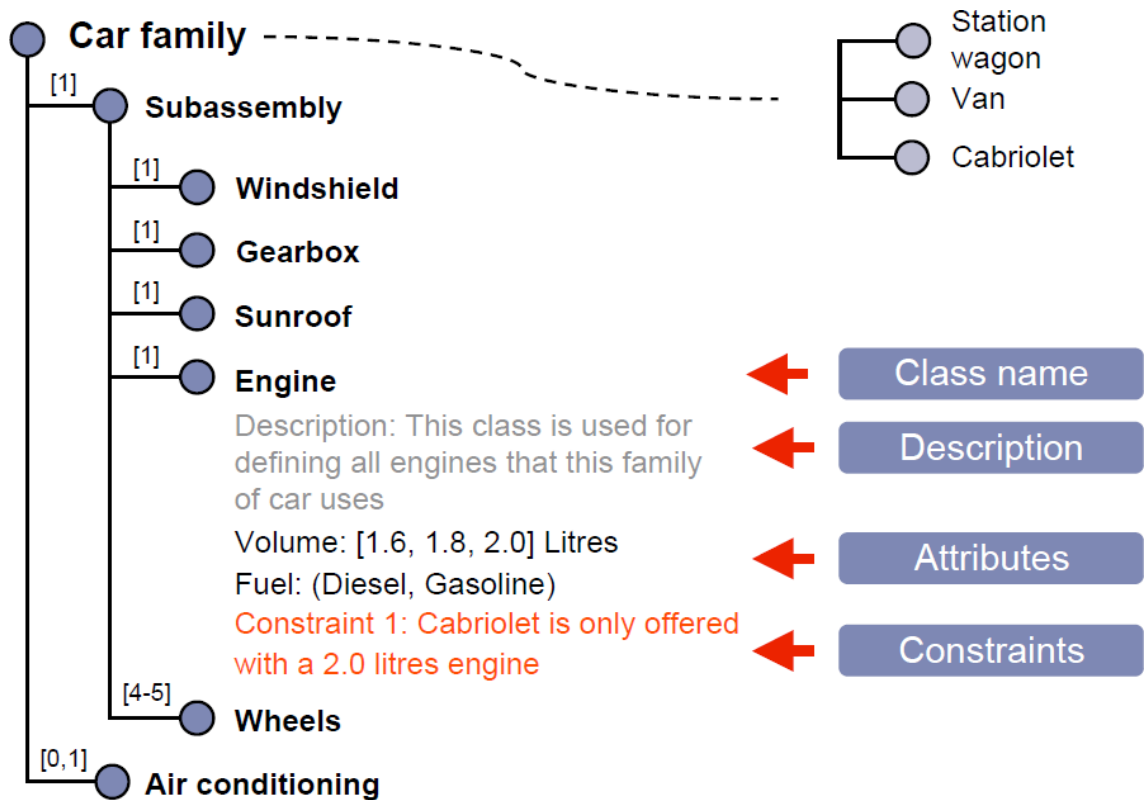 Car family
Station
wagon
Van
Cabriolet
[1]
Subassembly
[1]
Windshield
[1]
Gearbox
[1]
Sunroof
[1]
Engine
Class name
Description: This class is used for
defining all engines that this family
of car uses
Description
Volume: [1.6, 1.8, 2.0] Litres
Fuel: (Diesel, Gasoline)
Attributes
Constraint 1: Cabriolet is only offered
with a 2.0 litres engine
Constraints
[4-5]
Wheels
[0,1]
Air conditioning